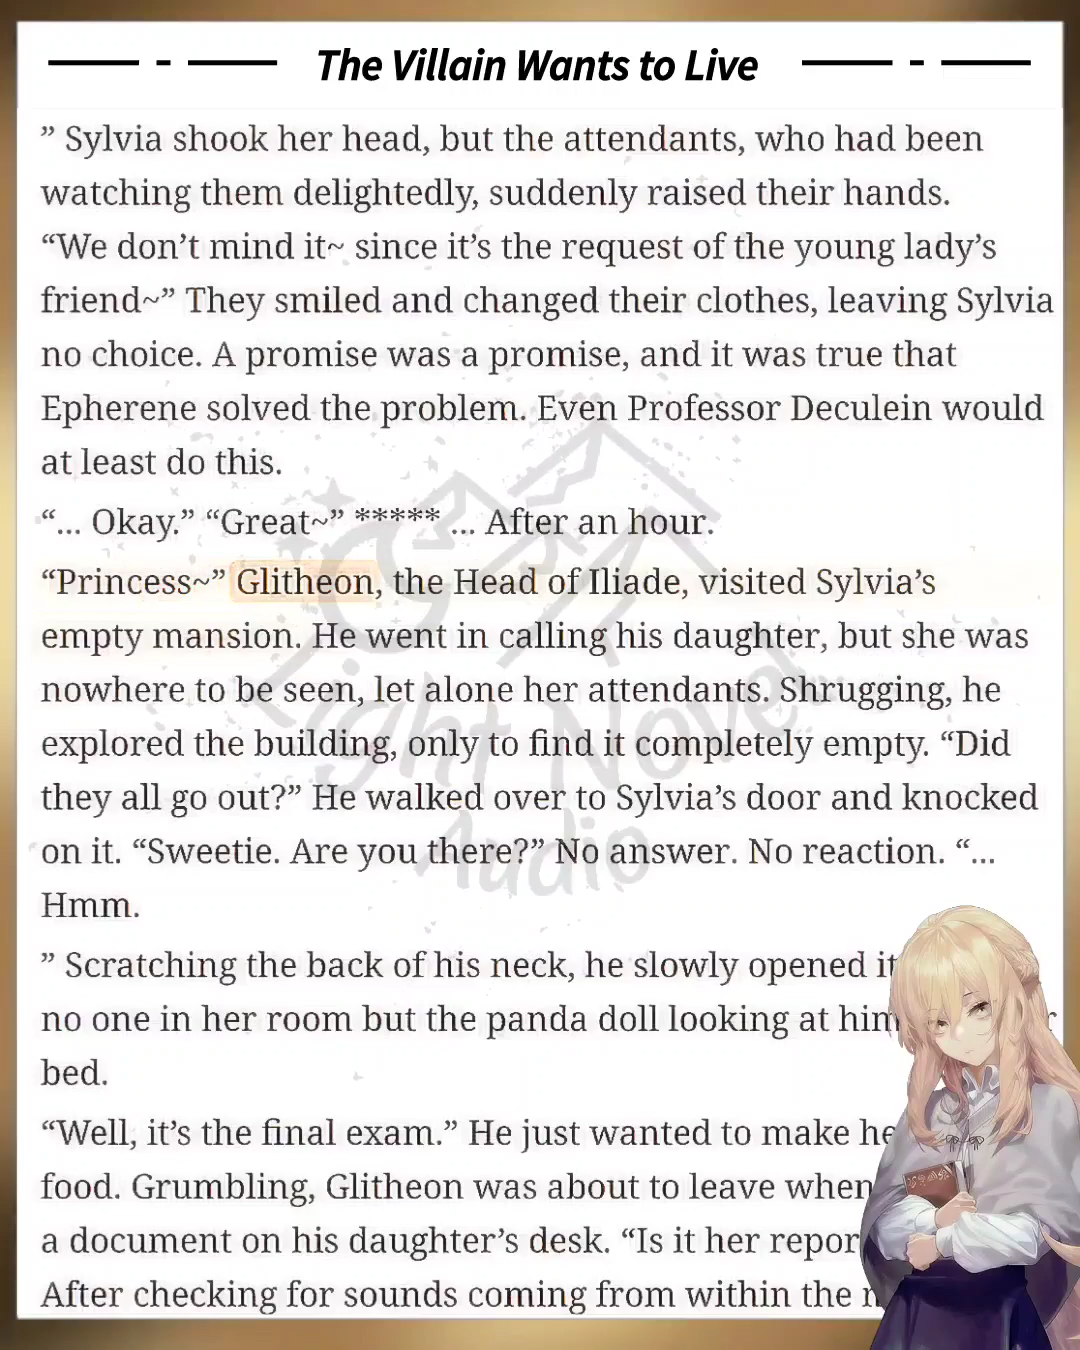 The Villain Wants to Live
” Sylvia shook her head, but the attendants, who had been
watching them delightedly, suddenly raised their hands.
“We don’t mind it~ since it’s the request of the young lady’s
friend~” They smiled and changed their clothes, leaving Sylvia
no choice. A promise was a promise, and it was true that
Epherene solved the problem. Even Professor Deculein would
at least do this.
“... Okay.” “Great~” ***** ... After an hour.
“Princess~” Glitheon, the Head of Iliade, visited Sylvia’s
empty mansion. He went in calling his daughter, but she was
nowhere to be seen, let alone her attendants. Shrugging, he
explored the building, only to find it completely empty. “Did
they all go out?” He walked over to Sylvia’s door and knocked
on it. “Sweetie. Are you there?” No answer. No reaction. “...
Hmm.
” Scratching the back of his neck, he slowly opened it
no one in her room but the panda doll looking at him
bed.
“Well, it’s the final exam.” He just wanted to make
food. Grumbling, Glitheon was about to leave when
a document on his daughter’s desk. “Is it her
After checking for sounds coming from within the
Light Novel
Audio